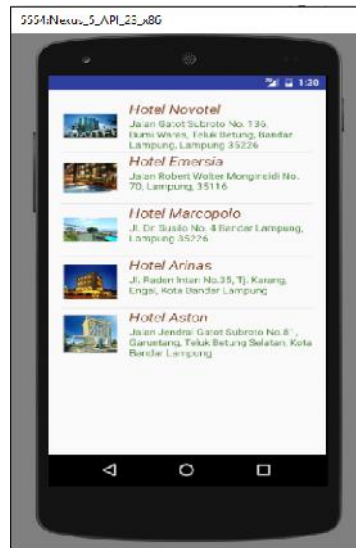 5554:Nexus_5_API_23_x86
1:30
Hotel Novotel
Jalan Gatot Subroto No. 136,
Bumi Waras, Teluk Betung, Bandar
Lampung, Lampung 35226
Hotel Emersia
Jalan Robert Wolter Monginsidi No.
70, Lampung, 35116
Hotel Marcopolo
Jl. Dr. Susilo No. 4 Bandar Lampung,
Lampung 35226
Hotel Arinas
Jl. Raden Intan No.35, Tj. Karang,
Engal, Kota Bandar Lampung
Hotel Aston
Jalan Jendral Gatot Subroto No.81,
Garuntang, Teluk Betung Selatan, Kota
Bandar Lampung